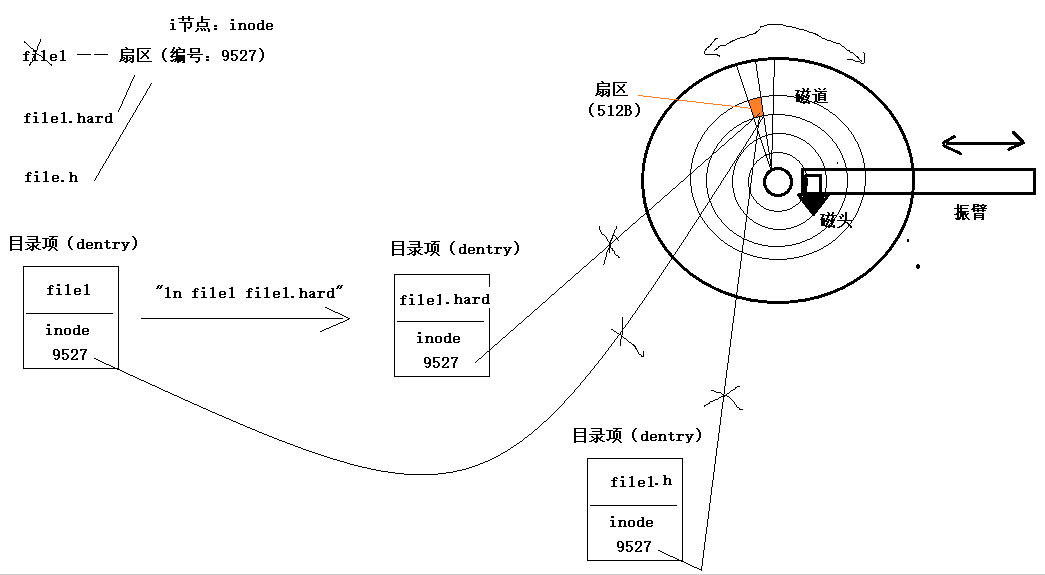 i节点：inode
file1 —— 扇区（编号：9527）
file1.hard
file.h
扇区
（512B）
磁道
振臂
磁头
目录项（dentry）
file1
inode
9527
"ln file1 file1.hard"
目录项（dentry）
file1.hard
inode
9527
目录项（dentry）
file1.h
inode
9527